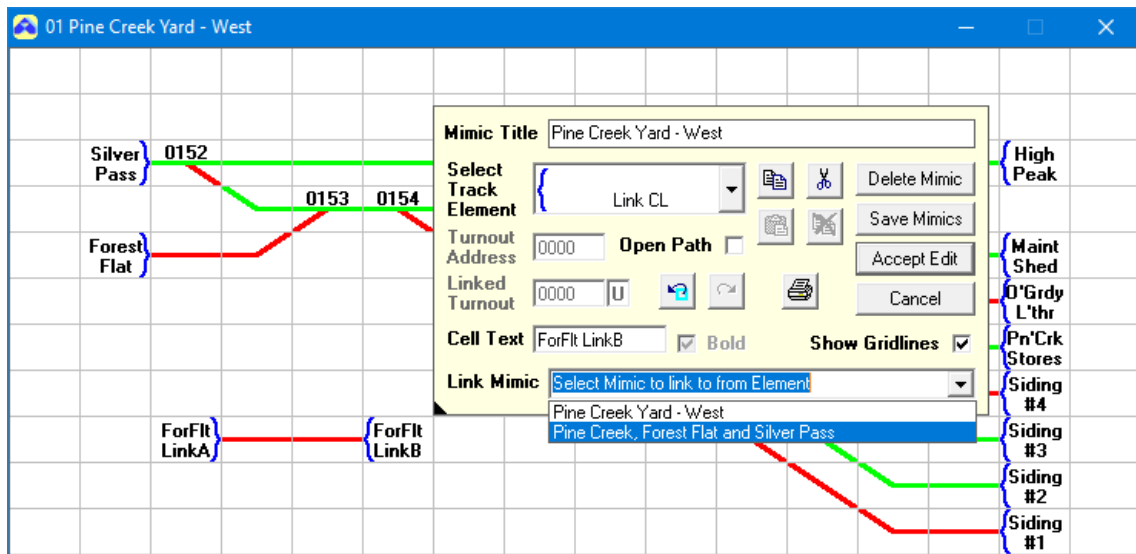 01 Pine Creek Yard - West
Silver
Pass
0152
0153
0154
Forest
Flat
ForFlt
LinkA
ForFlt
LinkB
Mimic Title
Pine Creek Yard - West
Select
Track
Element
Link CL
Delete Mimic
Save Mimics
Turnout
Address
0000
Open Path
Accept Edit
Linked
Turnout
0000
U
Cancel
Cell Text
ForFlt LinkB
Bold
Show Gridlines
Link Mimic
Select Mimic to link to from Element
Pine Creek Yard - West
Pine Creek, Forest Flat and Silver Pass
High
Peak
Maint
Shed
O'Grdy
L'thr
Pn'Crk
Stores
Siding
#4
Siding
#3
Siding
#2
Siding
#1